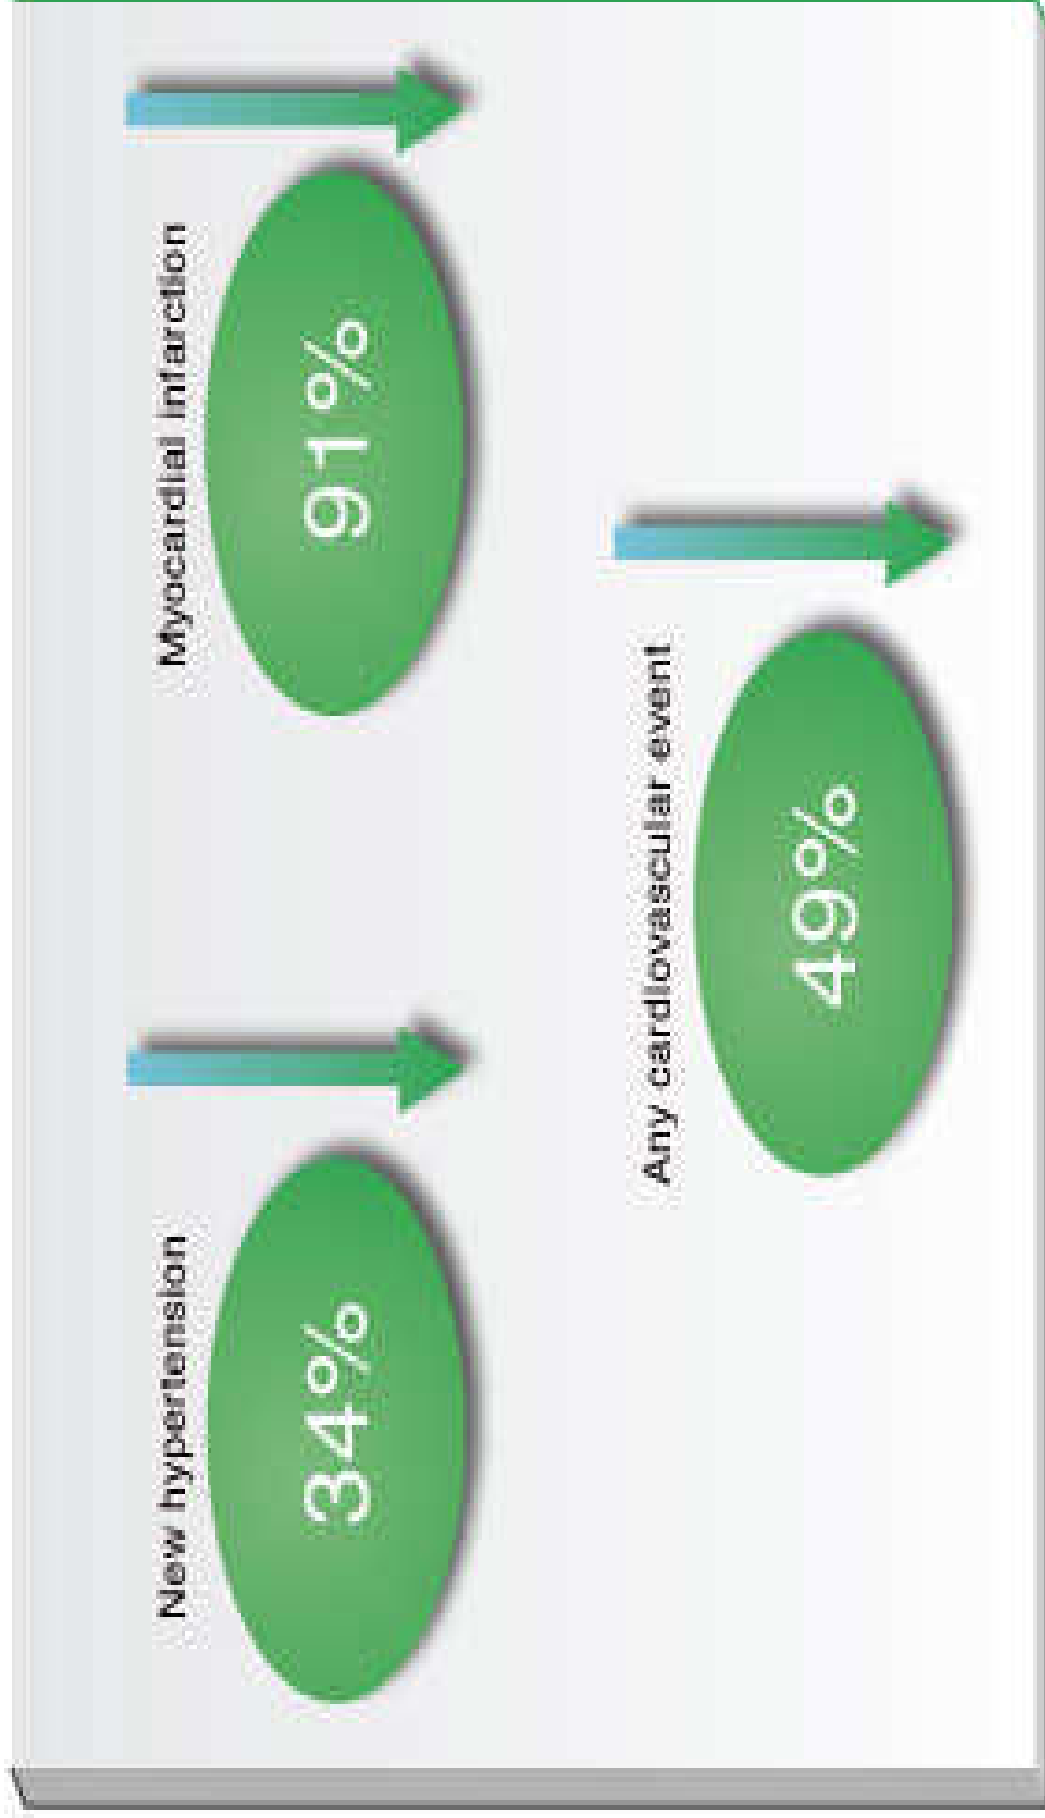 New hypertension
34%
Myocardial infarction
91%
Any cardiovascular event
49%